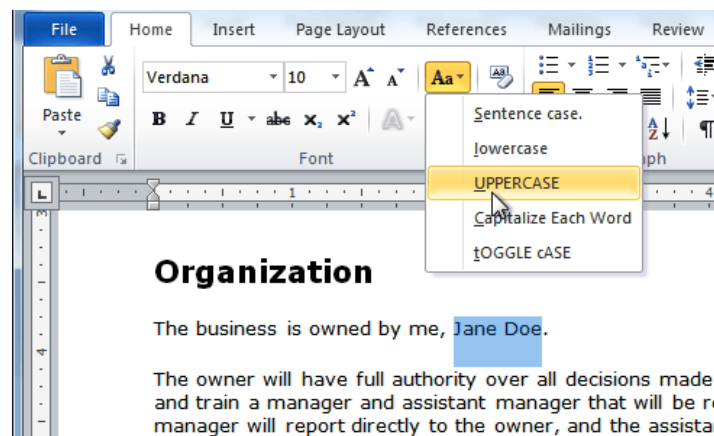 File Home Insert Page Layout References Mailings Review
Verdana 10 A A Aa
Paste B I U abc X₂ X² A
Clipboard Font
Sentence case.
lowercase
UPPERCASE
Capitalize Each Word
tOGGLE cASE
L 1 4
Organization
The business is owned by me, Jane Doe.
The owner will have full authority over all decisions made
and train a manager and assistant manager that will be
manager will report directly to the owner, and the